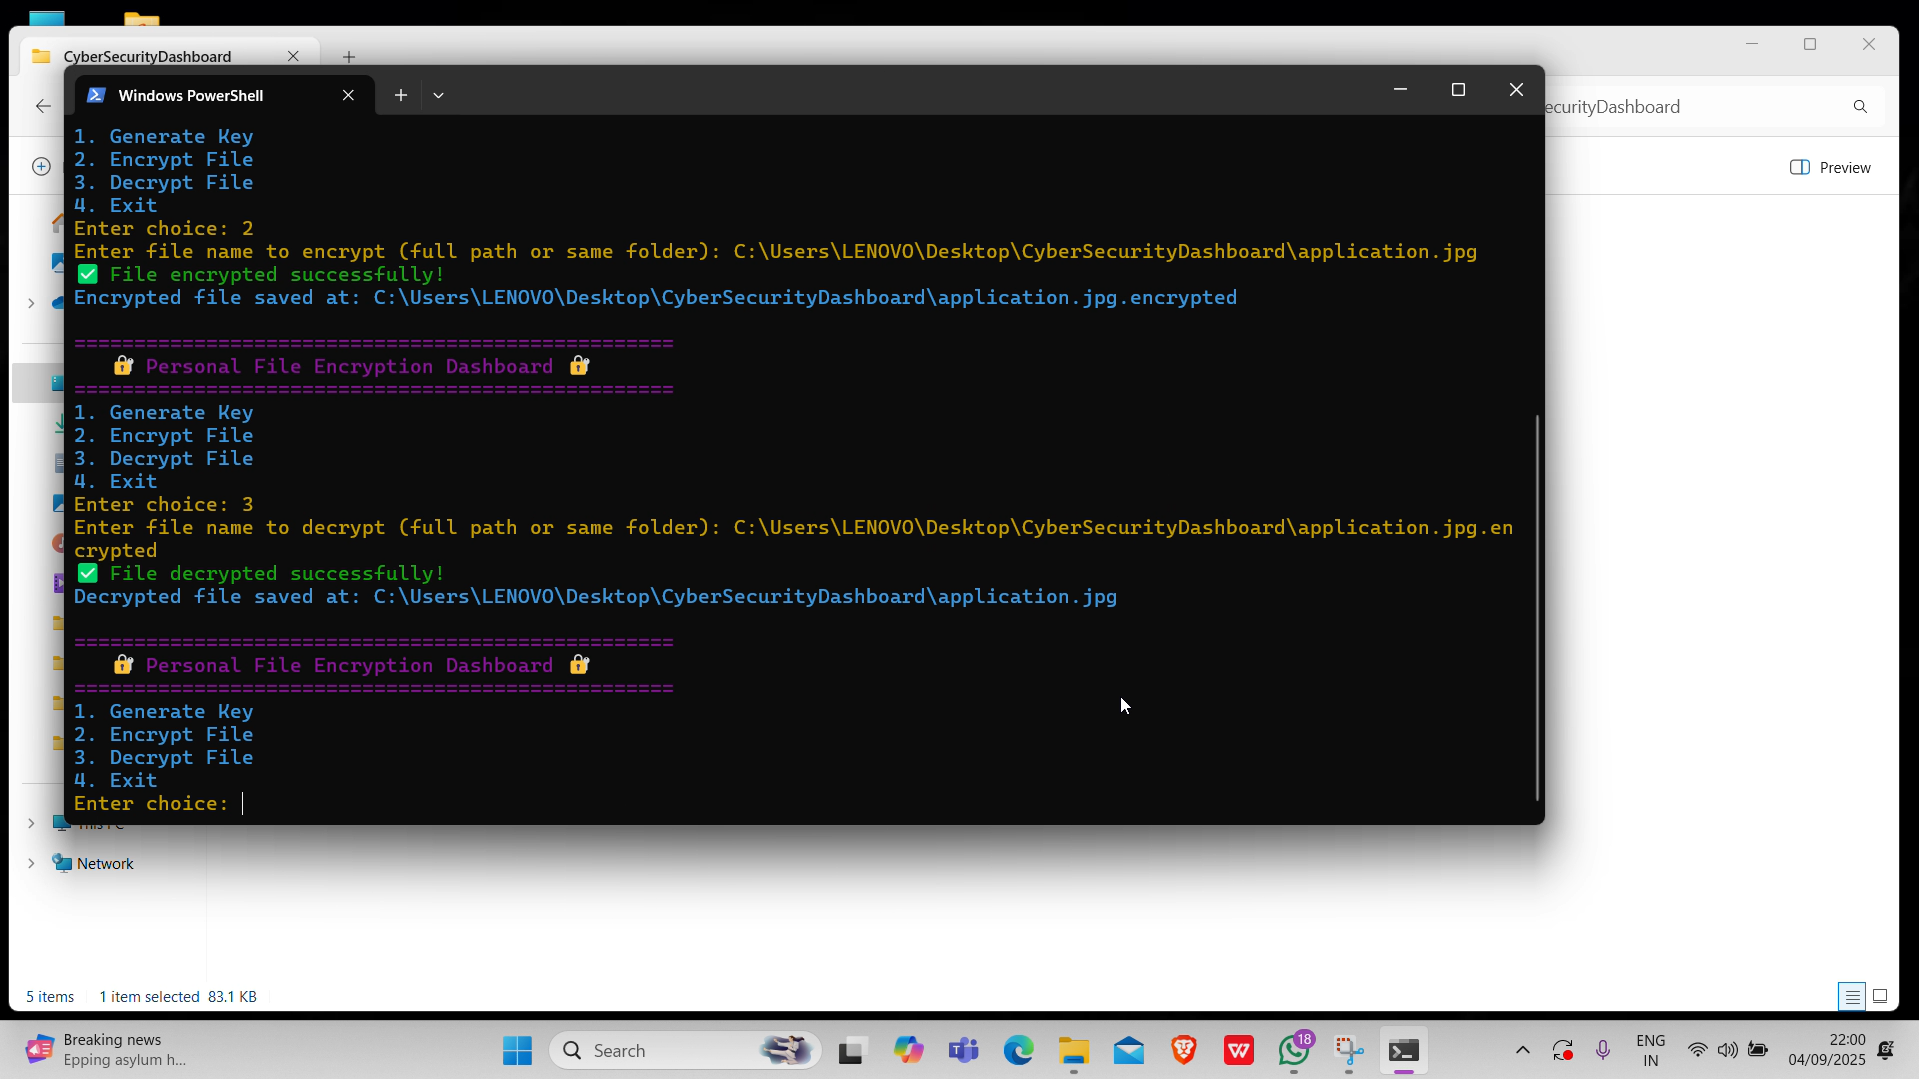 CyberSecurityDashboard
Windows PowerShell
ecurityDashboard
Preview
1. Generate Key
2. Encrypt File
3. Decrypt File
4. Exit
Enter choice: 2
Enter file name to encrypt (full path or same folder): C:\Users\LENOVO\Desktop\CyberSecurityDashboard\application.jpg
✅ File encrypted successfully!
Encrypted file saved at: C:\Users\LENOVO\Desktop\CyberSecurityDashboard\application.jpg.encrypted
==================================================
🔐 Personal File Encryption Dashboard 🔐
==================================================
1. Generate Key
2. Encrypt File
3. Decrypt File
4. Exit
Enter choice: 3
Enter file name to decrypt (full path or same folder): C:\Users\LENOVO\Desktop\CyberSecurityDashboard\application.jpg.en
crypted
✅ File decrypted successfully!
Decrypted file saved at: C:\Users\LENOVO\Desktop\CyberSecurityDashboard\application.jpg
==================================================
🔐 Personal File Encryption Dashboard 🔐
==================================================
1. Generate Key
2. Encrypt File
3. Decrypt File
4. Exit
Enter choice:
This PC
Network
5 items 1 item selected 83.1 KB
Breaking news
Epping asylum h...
Search
18
ENG
IN
22:00
04/09/2025